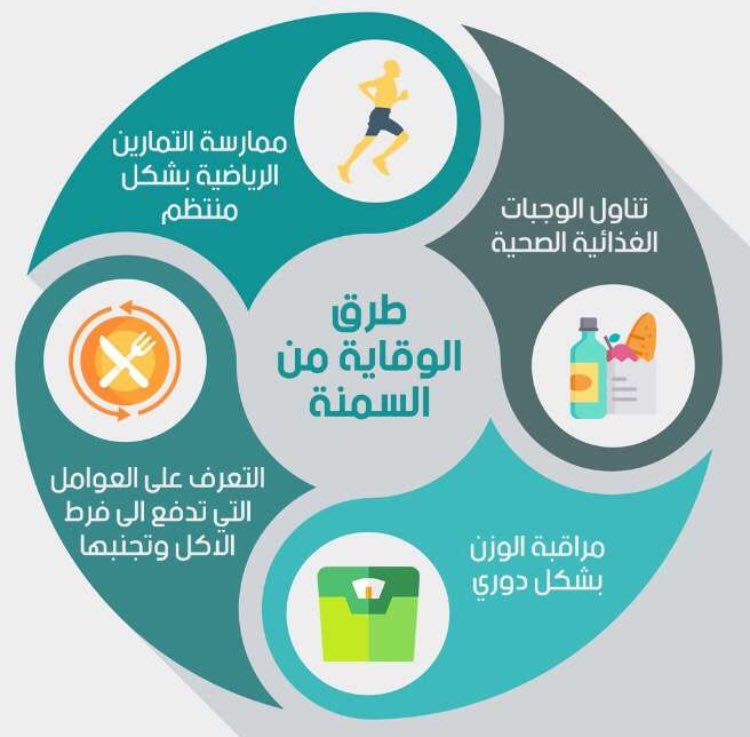 طرق
الوقاية من
السمنة
ممارسة التمارين
الرياضية بشكل
منتظم
تناول الوجبات
الغذائية الصحية
مراقبة الوزن
بشكل دوري
التعرف على العوامل
التي تدفع الى فرط
الاكل وتجنبها